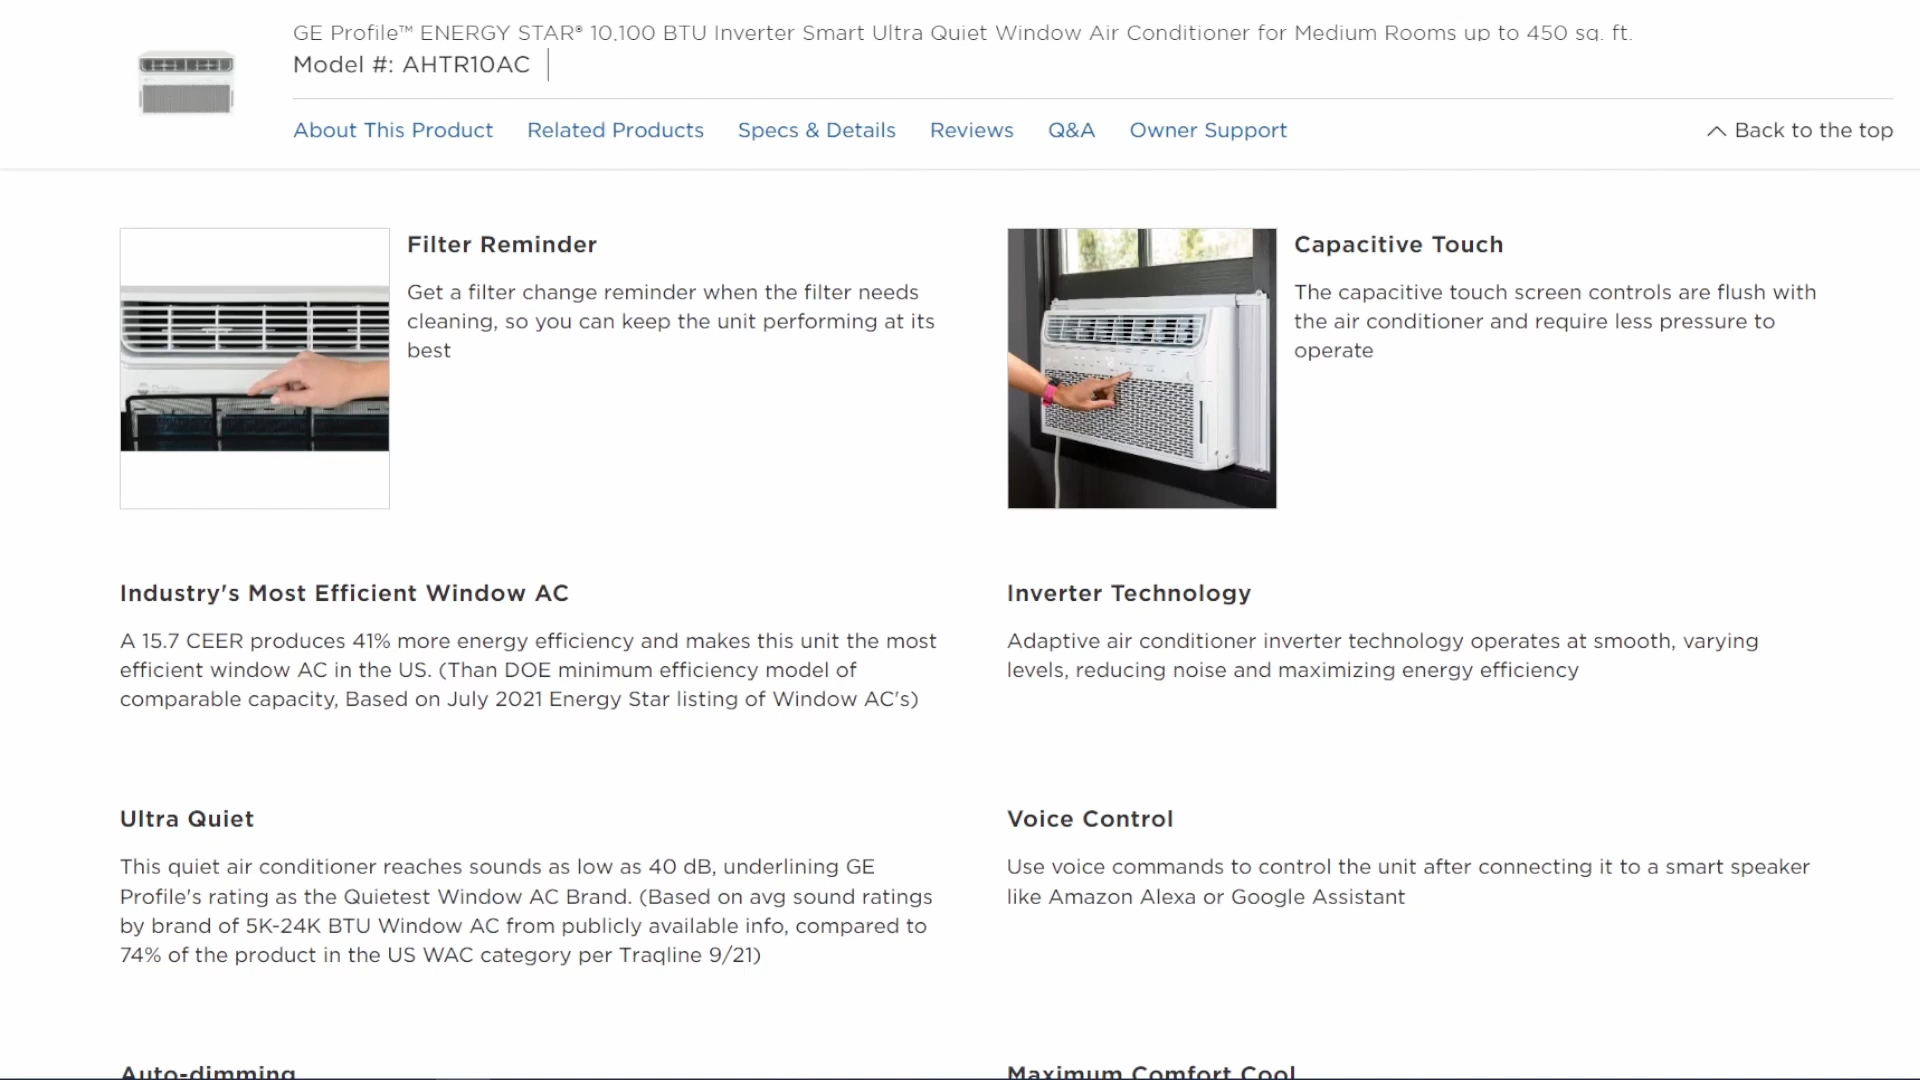 GE Profile™ ENERGY STAR® 10,100 BTU Inverter Smart Ultra Quiet Window Air Conditioner for Medium Rooms up to 450 sq. ft.
Model #: AHTR10AC
About This Product Related Products Specs & Details Reviews Q&A Owner Support Back to the top
Filter Reminder
Get a filter change reminder when the filter needs
cleaning, so you can keep the unit performing at its
best
Capacitive Touch
The capacitive touch screen controls are flush with
the air conditioner and require less pressure to
operate
Industry's Most Efficient Window AC
A 15.7 CEER produces 41% more energy efficiency and makes this unit the most
efficient window AC in the US. (Than DOE minimum efficiency model of
comparable capacity, Based on July 2021 Energy Star listing of Window AC's)
Inverter Technology
Adaptive air conditioner inverter technology operates at smooth, varying
levels, reducing noise and maximizing energy efficiency
Ultra Quiet
This quiet air conditioner reaches sounds as low as 40 dB, underlining GE
Profile's rating as the Quietest Window AC Brand. (Based on avg sound ratings
by brand of 5K-24K BTU Window AC from publicly available info, compared to
74% of the product in the US WAC category per Traqline 9/21)
Voice Control
Use voice commands to control the unit after connecting it to a smart speaker
like Amazon Alexa or Google Assistant
Auto-dimming
Maximum Comfort Cool